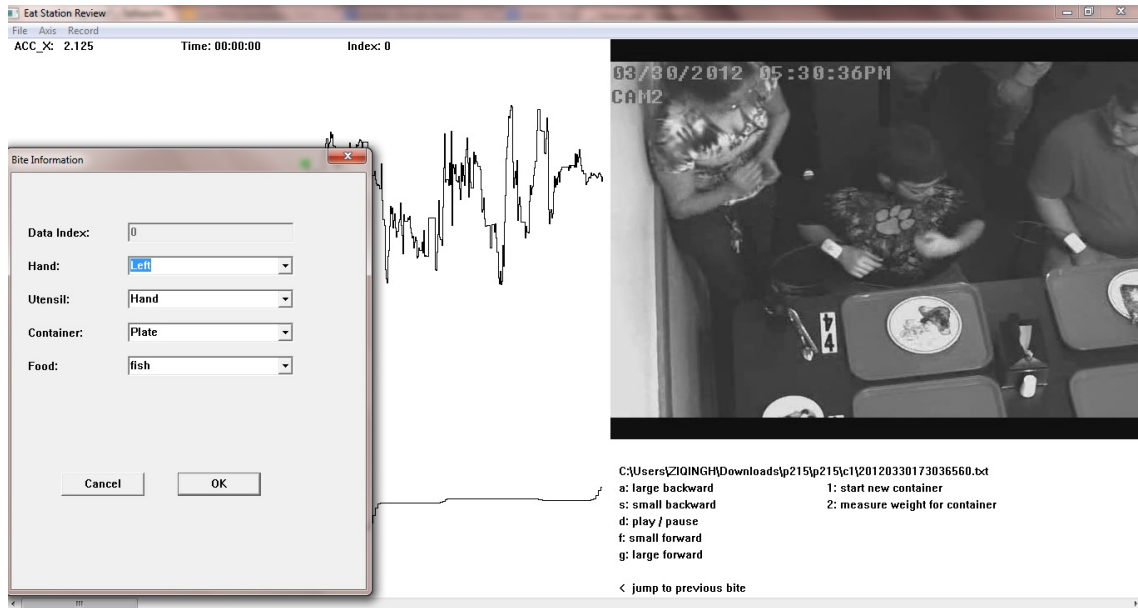 Eat Station Review
File Axis Record
ACC_X: 2.125 Time: 00:00:00 Index: 0
Bite Information
Data Index: 0
Hand: Left
Utensil: Hand
Container: Plate
Food: fish
Cancel OK
03/30/2012 05:30:36PM
CAM2
44
C:\Users\ZIQINGH\Downloads\p215\p215\c1\20120330173036560.txt
a: large backward 1: start new container
s: small backward 2: measure weight for container
d: play / pause
f: small forward
g: large forward
< jump to previous bite